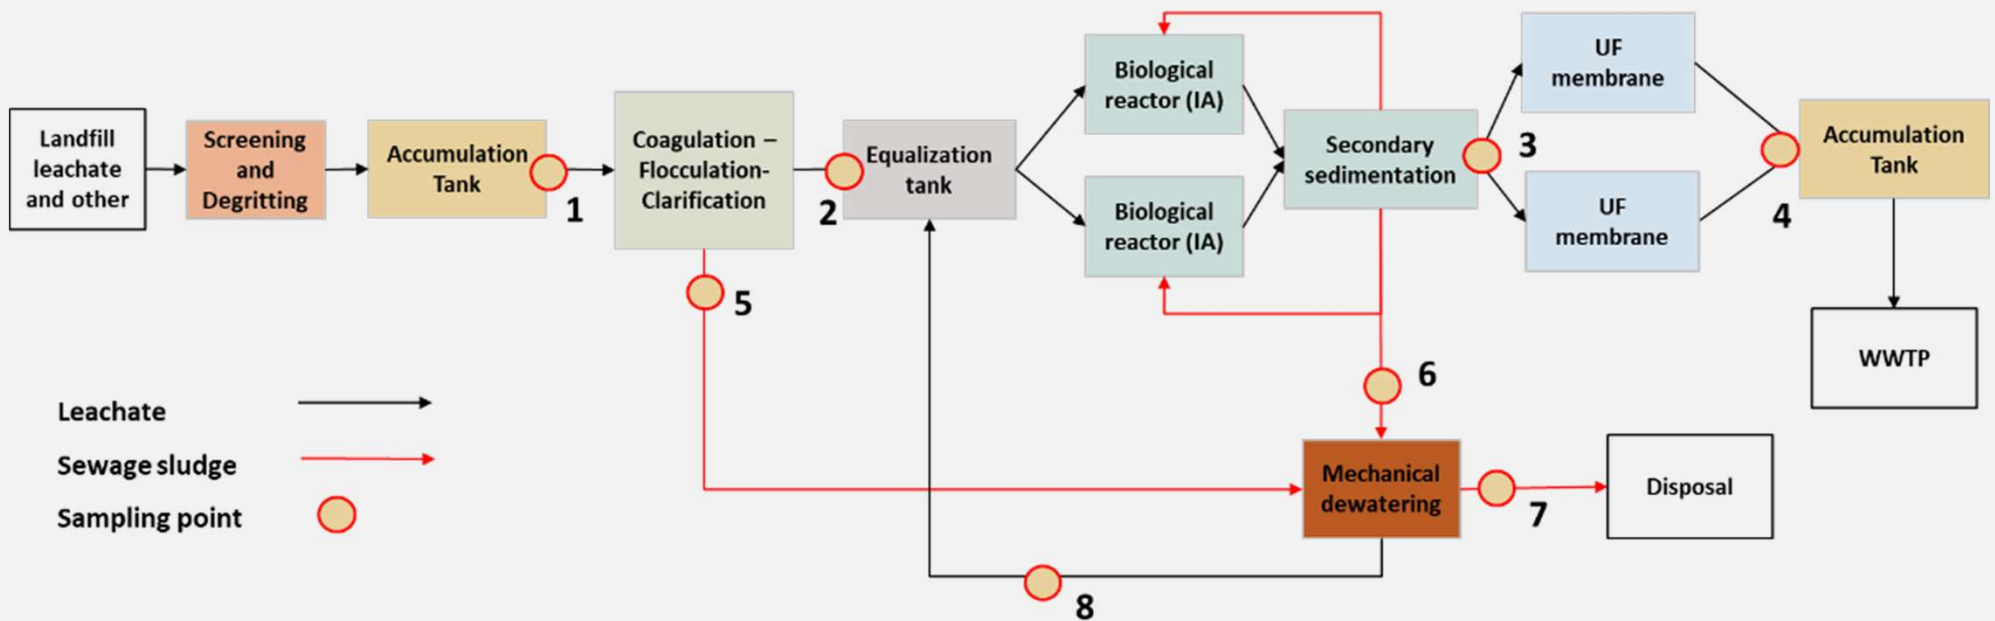 Landfill
leachate
and other
Screening
and
Degritting
Accumulation
Tank
1
Coagulation –
Flocculation-
Clarification
2
Equalization
tank
Biological
reactor (IA)
Biological
reactor (IA)
Secondary
sedimentation
3
UF
membrane
UF
membrane
4
Accumulation
Tank
WWTP
5
6
Mechanical
dewatering
7
Disposal
8
Leachate
Sewage sludge
Sampling point